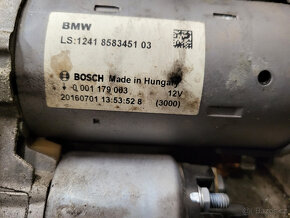 BMW
LS:1241 8583451 03
BOSCH Made in Hungary
0 001 179 003 12V
20160701 13:53:52 8 (3000)